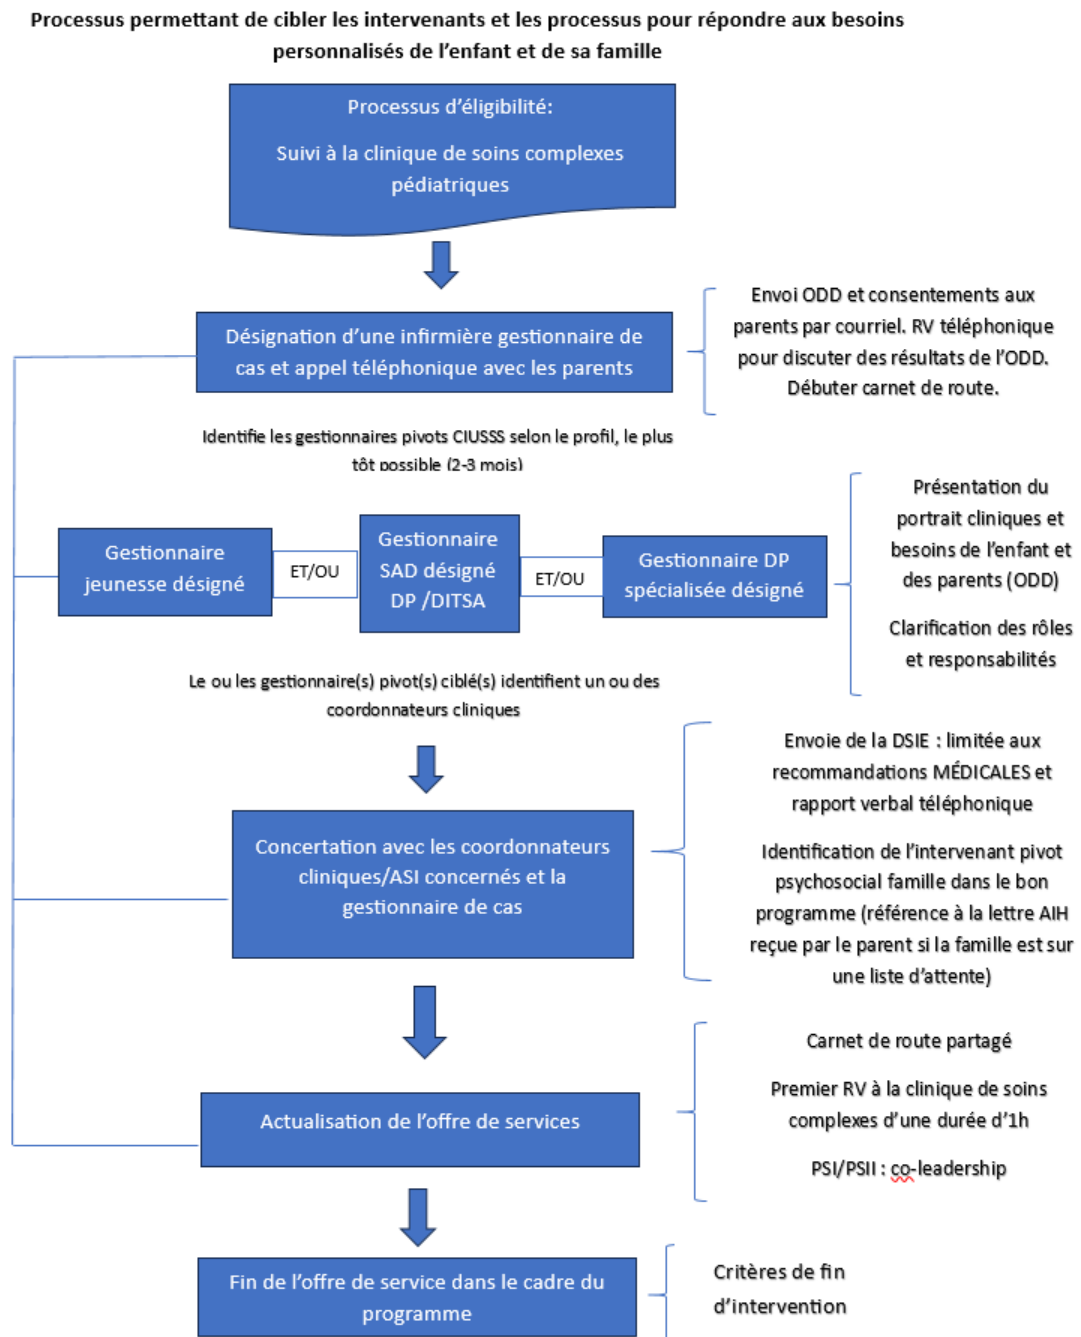 Processus permettant de cibler les intervenants et les processus pour répondre aux besoins
personnalisés de l'enfant et de sa famille
Processus d'éligibilité:
Suivi à la clinique de soins complexes
pédiatriques
Désignation d'une infirmière gestionnaire de
cas et appel téléphonique avec les parents
Envoi ODD et consentements aux
parents par courriel. RV téléphonique
pour discuter des résultats de l'ODD.
Débuter carnet de route.
Identifie les gestionnaires pivots CIUSSS selon le profil, le plus
tôt possible (2-3 mois)
Gestionnaire
jeunesse désigné
ET/OU
Gestionnaire
SAD désigné
DP /DITSA
ET/OU
Gestionnaire DP
spécialisée désigné
Présentation du
portrait cliniques et
besoins de l'enfant et
des parents (ODD)
Clarification des rôles
et responsabilités
Le ou les gestionnaire(s) pivot(s) ciblé(s) identifient un ou des
coordonnateurs cliniques
Concertation avec les coordonnateurs
cliniques/ASI concernés et la
gestionnaire de cas
Envoie de la DSIE : limitée aux
recommandations MÉDICALES et
rapport verbal téléphonique
Identification de l'intervenant pivot
psychosocial famille dans le bon
programme (référence à la lettre AIH
reçue par le parent si la famille est sur
une liste d'attente)
Actualisation de l'offre de services
Carnet de route partagé
Premier RV à la clinique de soins
complexes d'une durée d'1h
PSI/PSII : co-leadership
Fin de l'offre de service dans le cadre du
programme
Critères de fin
d'intervention